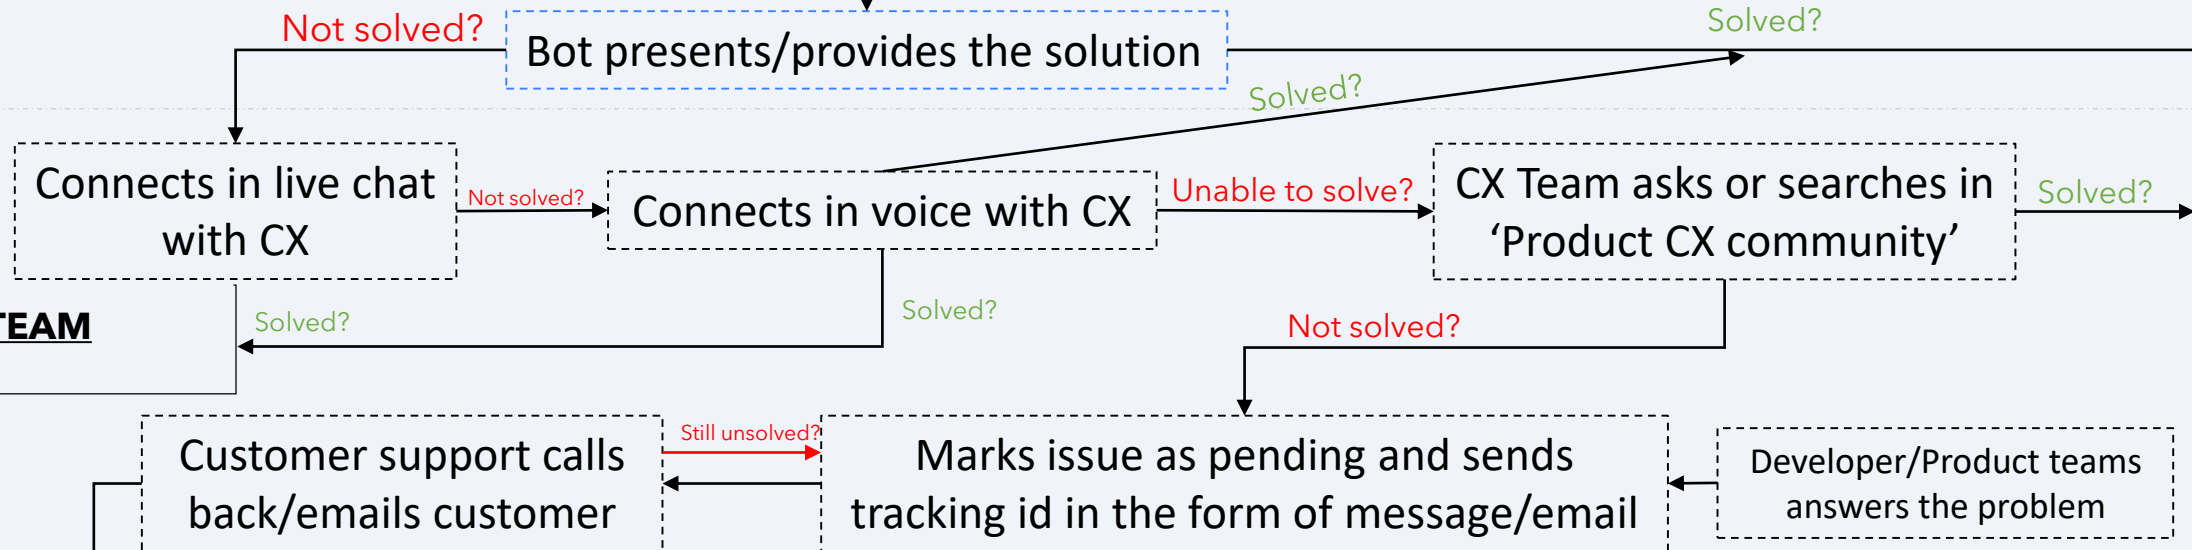 Not solved?
Bot presents/provides the solution
Solved?
Solved?
Connects in live chat
with CX
Not solved?
Connects in voice with CX
Unable to solve?
CX Team asks or searches in
‘Product CX community’
Solved?
TEAM
Solved?
Solved?
Not solved?
Customer support calls
back/emails customer
Still unsolved?
Marks issue as pending and sends
tracking id in the form of message/email
Developer/Product teams
answers the problem